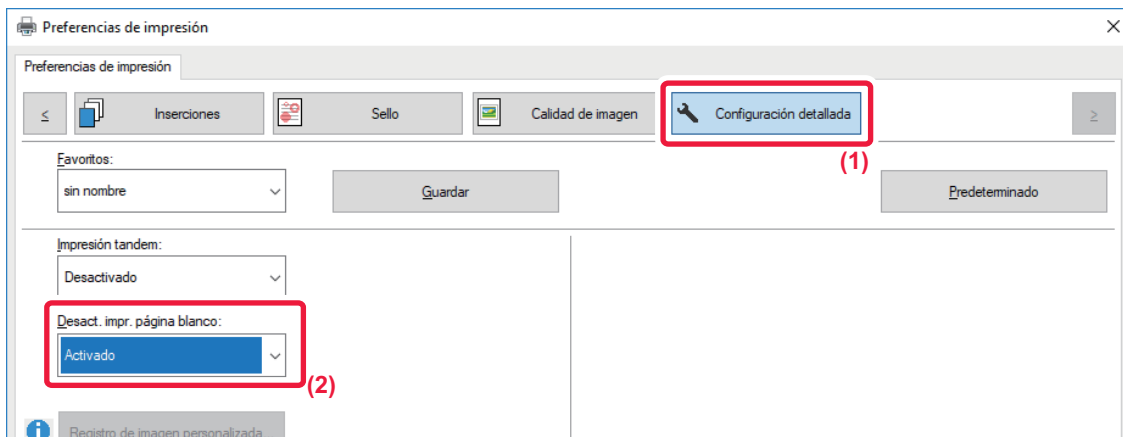 Preferencias de impresión
Preferencias de impresión
< Inserciones Sello Calidad de imagen Configuración detallada >
(1)
Favoritos:
sin nombre Guardar Predeterminado
Impresión tandem:
Desactivado
Desact. impr. página blanco:
Activado
(2)
Registro de imagen personalizada